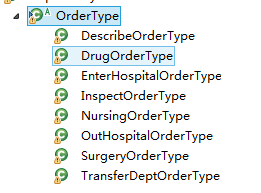 OrderType
DescribeOrderType
DrugOrderType
EnterHospitalOrderType
InspectOrderType
NursingOrderType
OutHospitalOrderType
SurgeryOrderType
TransferDeptOrderType